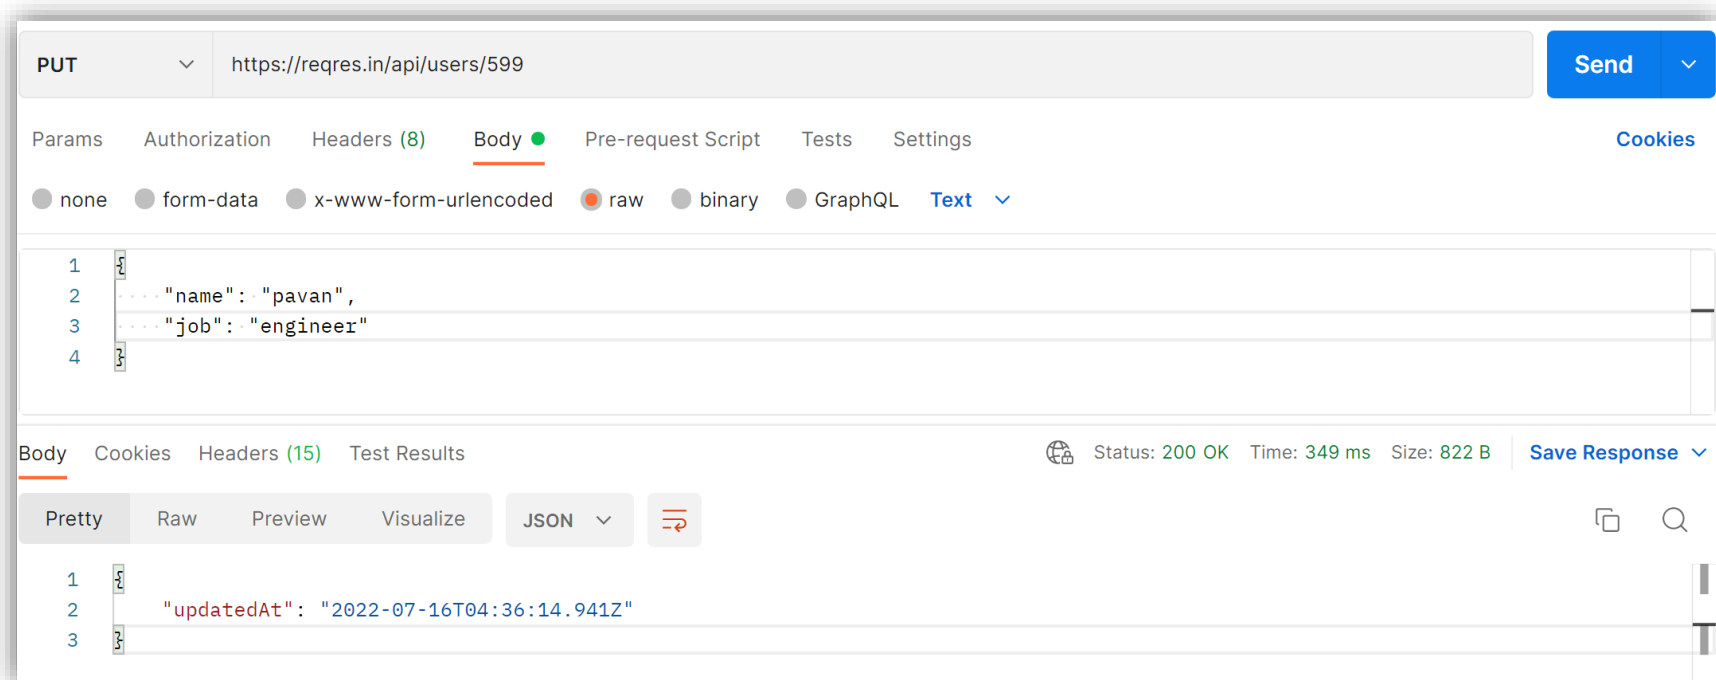 PUT https://reqres.in/api/users/599 Send
Params Authorization Headers (8) Body Pre-request Script Tests Settings Cookies
none form-data x-www-form-urlencoded raw binary GraphQL Text
1 {
2 "name": "pavan",
3 "job": "engineer"
4 }
Body Cookies Headers (15) Test Results Status: 200 OK Time: 349 ms Size: 822 B Save Response
Pretty Raw Preview Visualize JSON
1 {
2 "updatedAt": "2022-07-16T04:36:14.941Z"
3 }